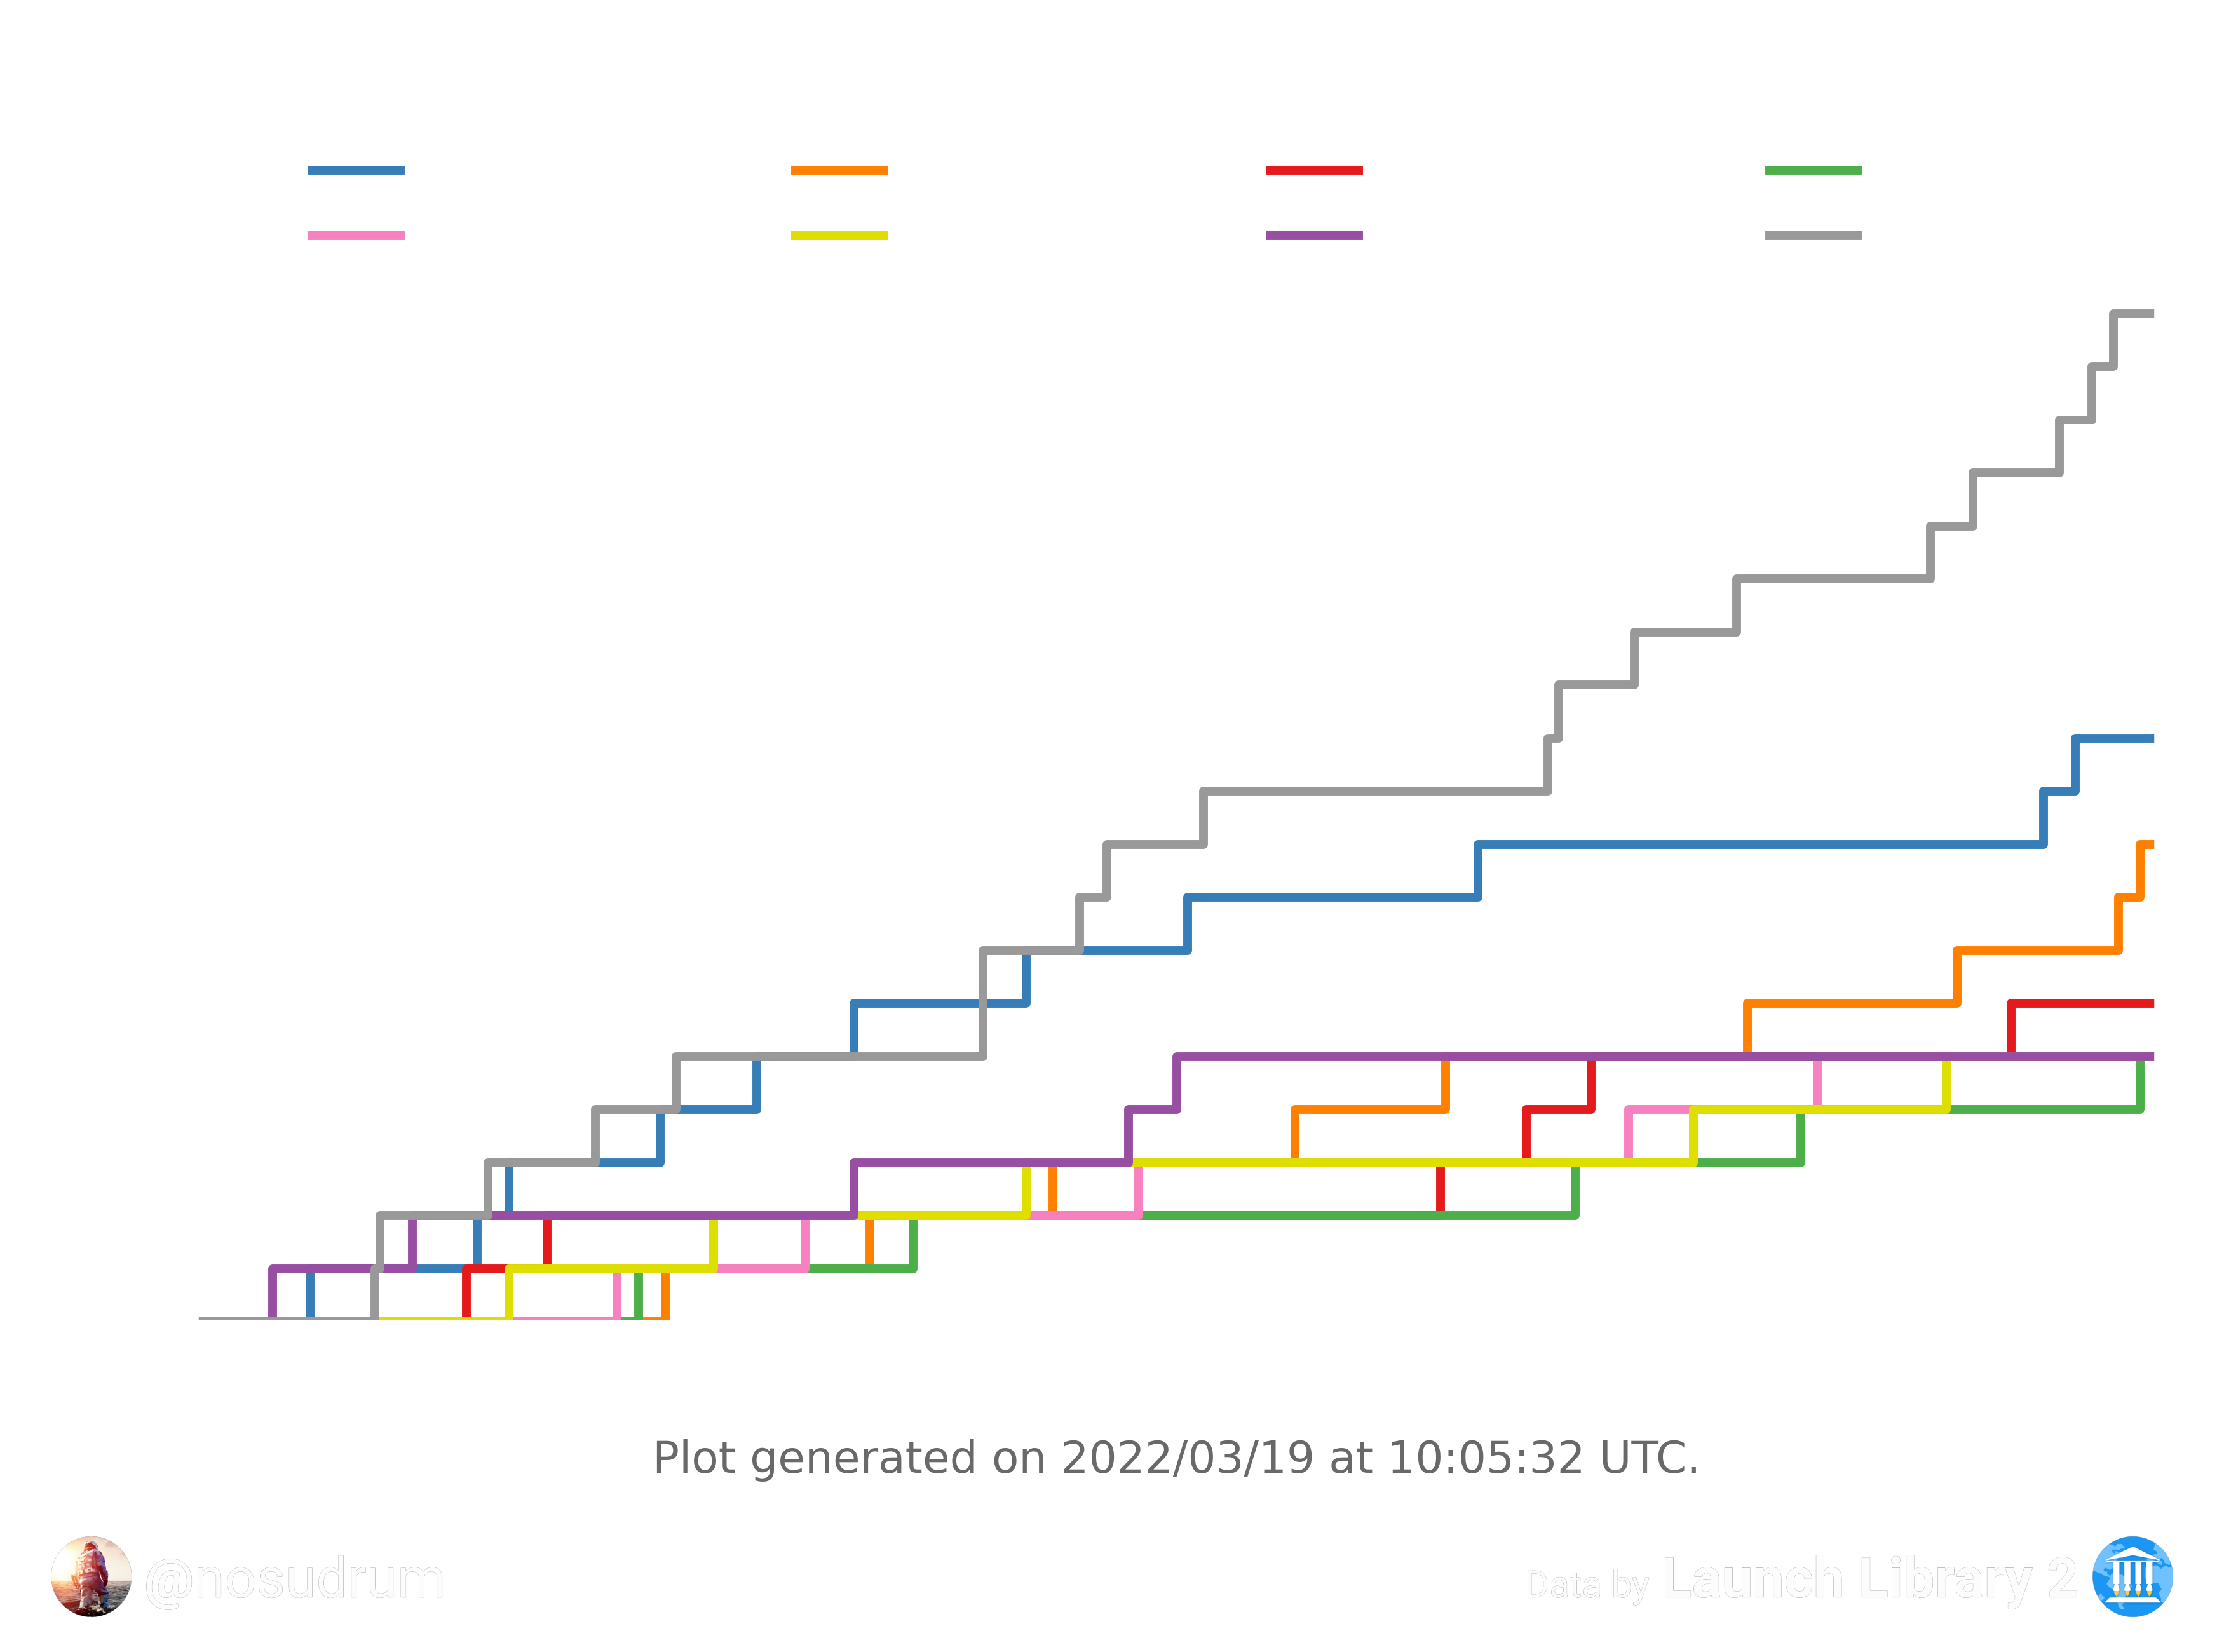 Plot generated on 2022/03/19 at 10:05:32 UTC.
@nosudrum
Data by Launch Library 2